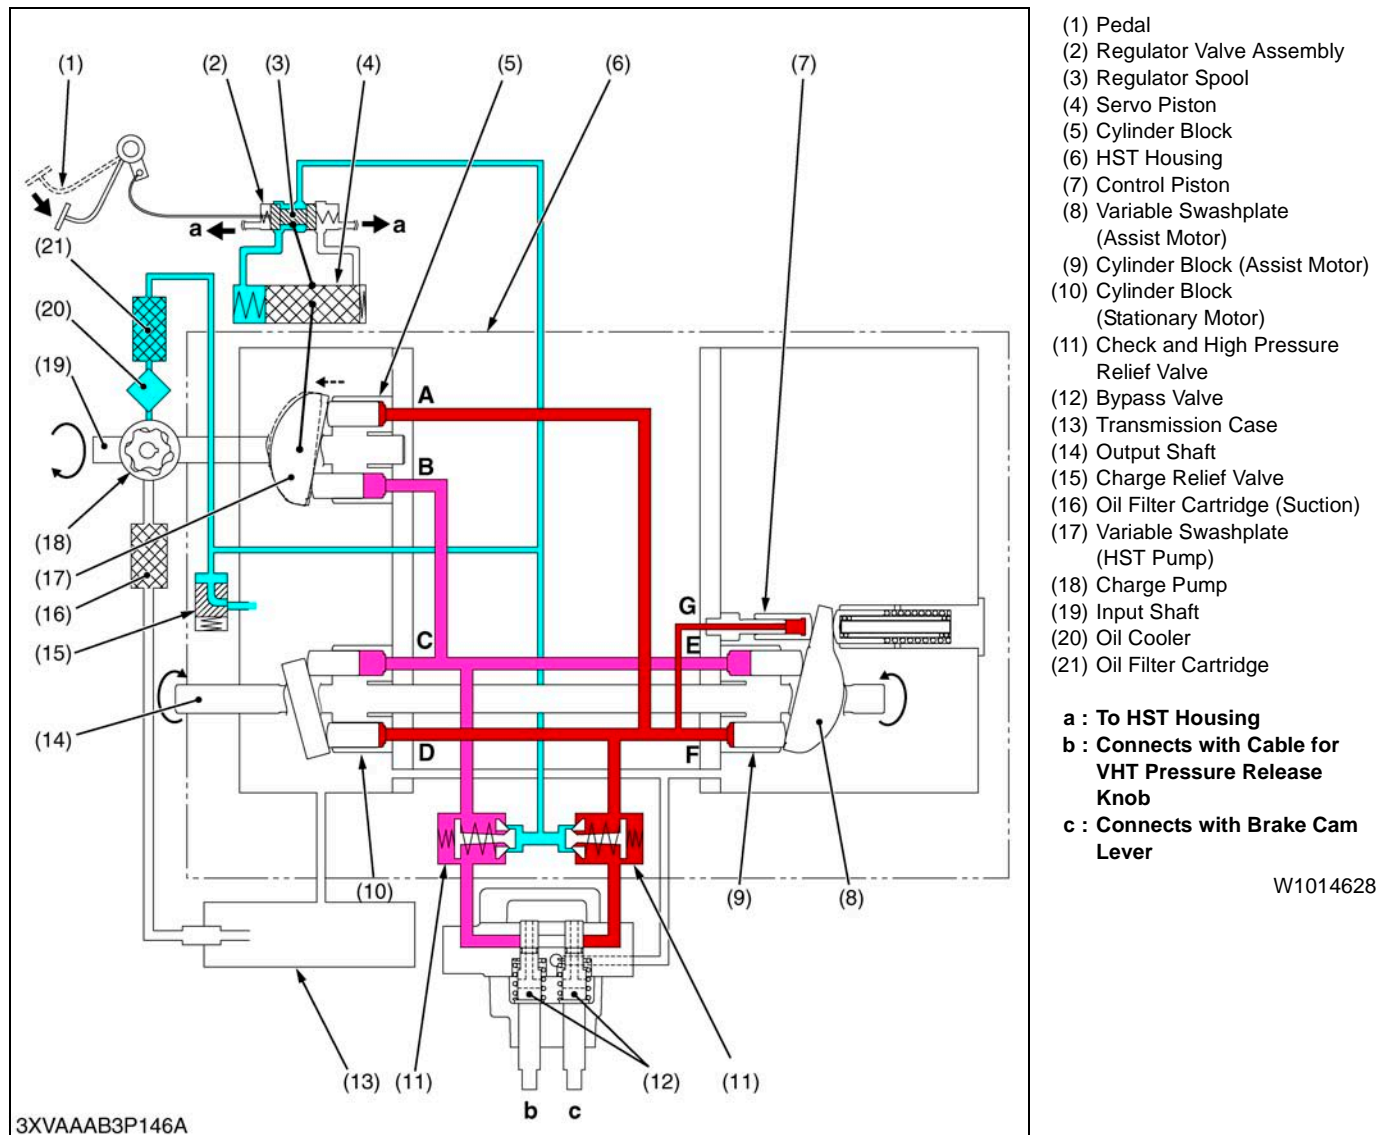 (1)
(2)
(3)
(4)
(5)
(6)
(7)
a
a
(21)
(20)
(19)
A
B
(18)
(17)
(16)
(15)
G
C
E
(14)
D
F
(10)
(9)
(8)
(13)
(11)
(12)
(11)
b
c
3XVAAAB3P146A
(1) Pedal
(2) Regulator Valve Assembly
(3) Regulator Spool
(4) Servo Piston
(5) Cylinder Block
(6) HST Housing
(7) Control Piston
(8) Variable Swashplate
(Assist Motor)
(9) Cylinder Block (Assist Motor)
(10) Cylinder Block
(Stationary Motor)
(11) Check and High Pressure
Relief Valve
(12) Bypass Valve
(13) Transmission Case
(14) Output Shaft
(15) Charge Relief Valve
(16) Oil Filter Cartridge (Suction)
(17) Variable Swashplate
(HST Pump)
(18) Charge Pump
(19) Input Shaft
(20) Oil Cooler
(21) Oil Filter Cartridge
a : To HST Housing
b : Connects with Cable for
VHT Pressure Release
Knob
c : Connects with Brake Cam
Lever
W1014628